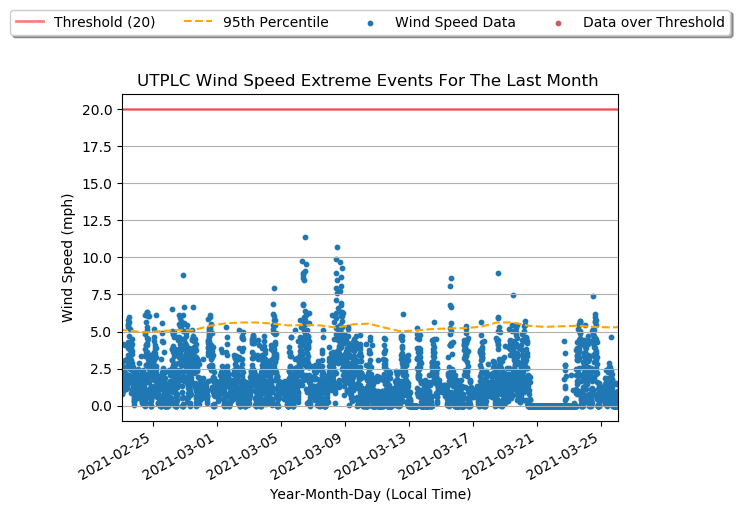 Threshold (20) 95th Percentile Wind Speed Data Data over Threshold
UTPLC Wind Speed Extreme Events For The Last Month
20.0
17.5
15.0
12.5
10.0
7.5
5.0
2.5
0.0
Wind Speed (mph)
2021-02-25 2021-03-01 2021-03-05 2021-03-09 2021-03-13 2021-03-17 2021-03-21 2021-03-25
Year-Month-Day (Local Time)